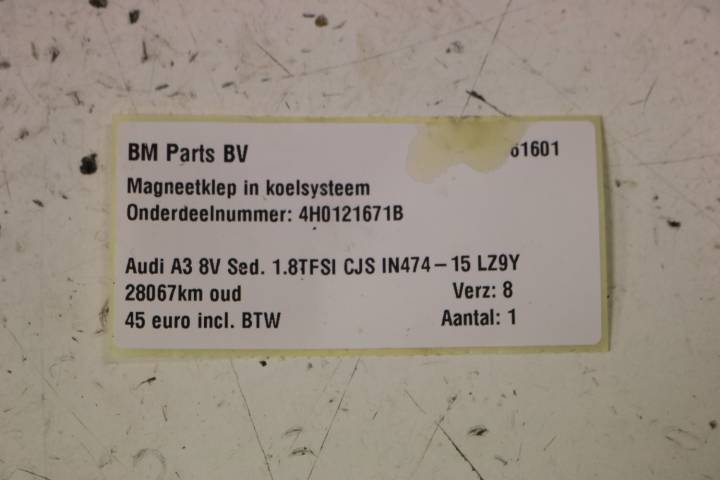 BM Parts BV 61601
Magneetklep in koelsysteem
Onderdeelnummer: 4H0121671B
Audi A3 8V Sed. 1.8TFSI CJS IN474-15 LZ9Y
28067km oud Verz: 8
45 euro incl. BTW Aantal: 1